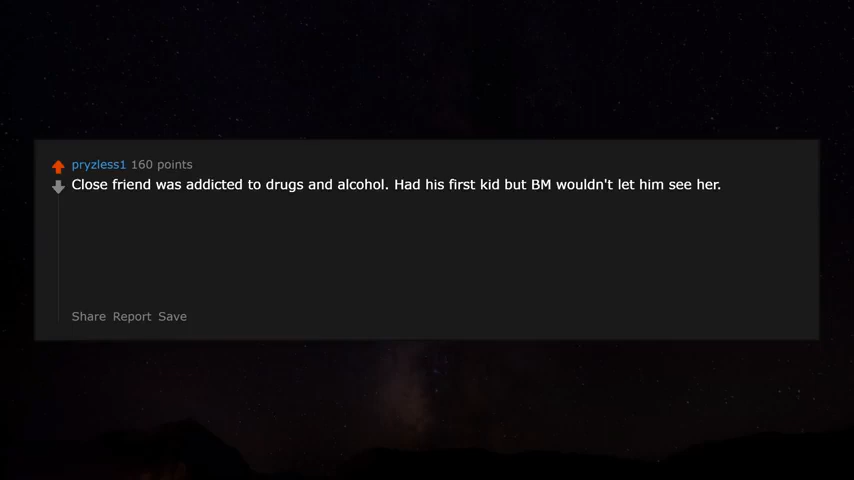 pryzless1 160 points
Close friend was addicted to drugs and alcohol. Had his first kid but BM wouldn't let him see her.
Share Report Save